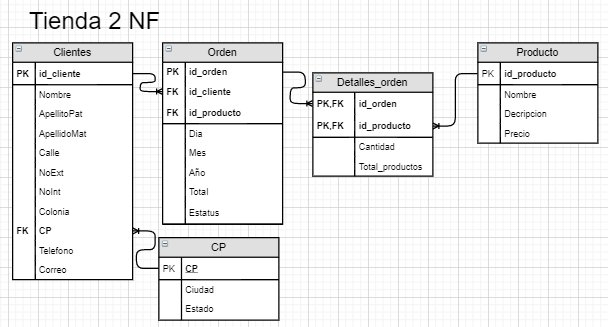 Tienda 2 NF
Clientes
PK id_cliente
Nombre
ApellitoPat
ApellidoMat
Calle
NoExt
NoInt
Colonia
FK CP
Telefono
Correo
Orden
PK id_orden
FK id_cliente
FK id_producto
Dia
Mes
Año
Total
Estatus
Detalles_orden
PK,FK id_orden
PK,FK id_producto
Cantidad
Total_productos
Producto
PK id_producto
Nombre
Decripcion
Precio
CP
PK CP
Ciudad
Estado